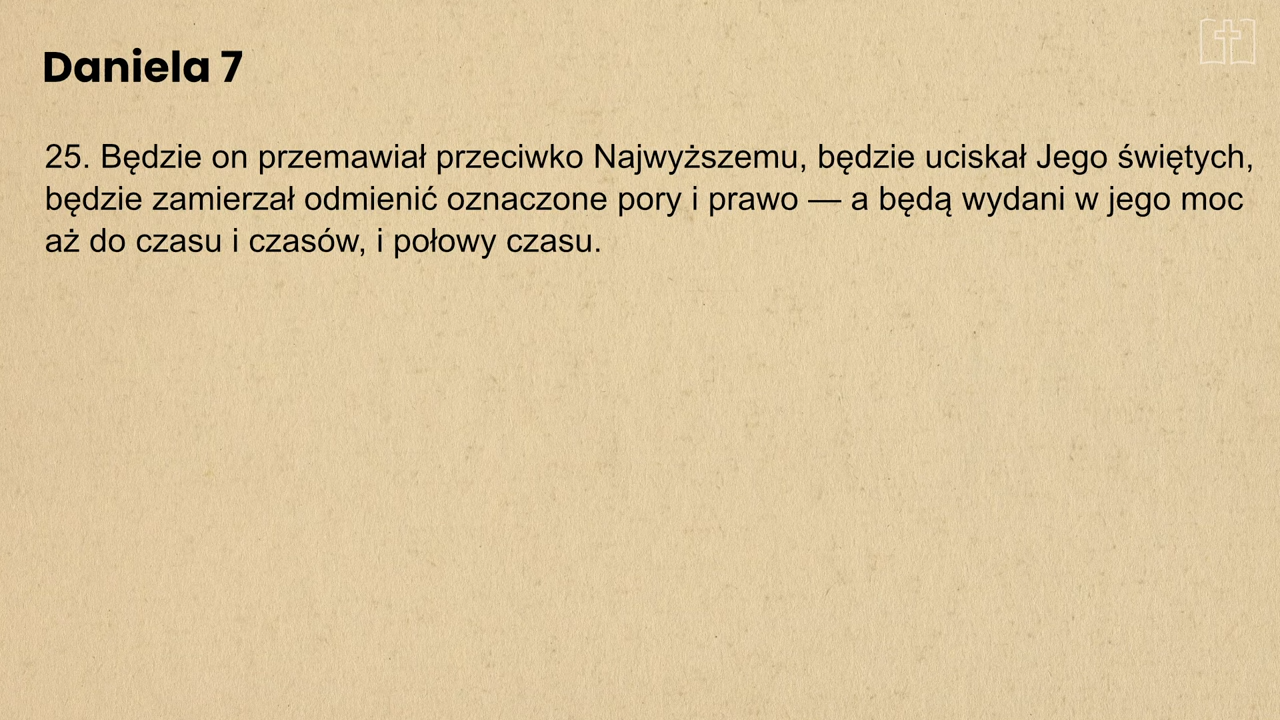 Daniela 7
25. Będzie on przemawiał przeciwko Najwyższemu, będzie uciskał Jego świętych,
będzie zamierzał odmienić oznaczone pory i prawo — a będą wydani w jego moc
aż do czasu i czasów, i połowy czasu.